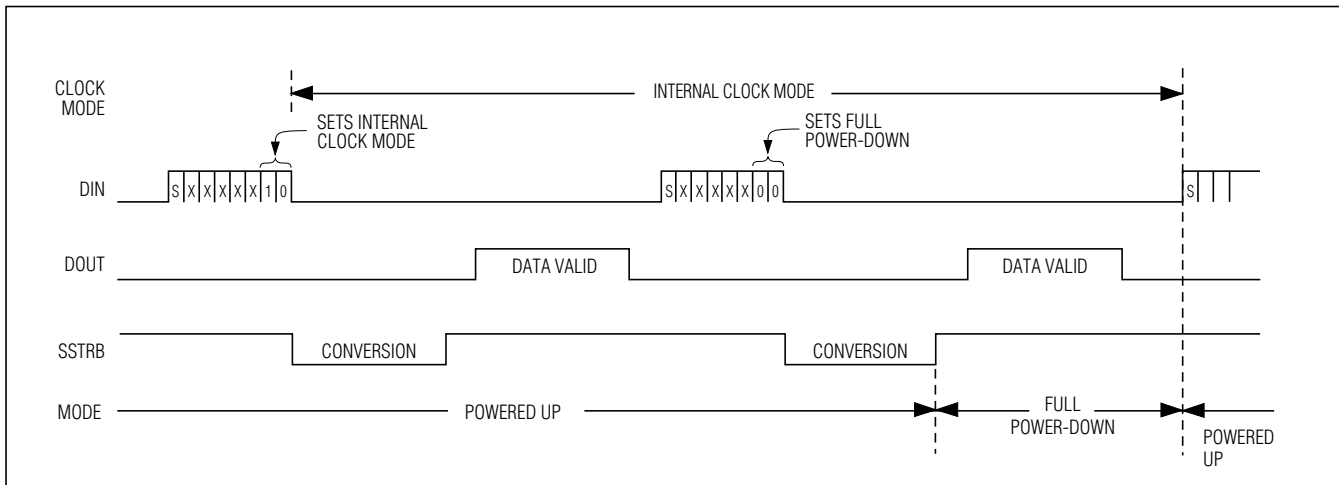 CLOCK
MODE
INTERNAL CLOCK MODE
SETS INTERNAL
CLOCK MODE
SETS FULL
POWER-DOWN
DIN
S X X X X X 1 0
S X X X X X 0 0
S
DOUT
DATA VALID
DATA VALID
SSTRB
CONVERSION
CONVERSION
MODE
POWERED UP
FULL
POWER-DOWN
POWERED
UP